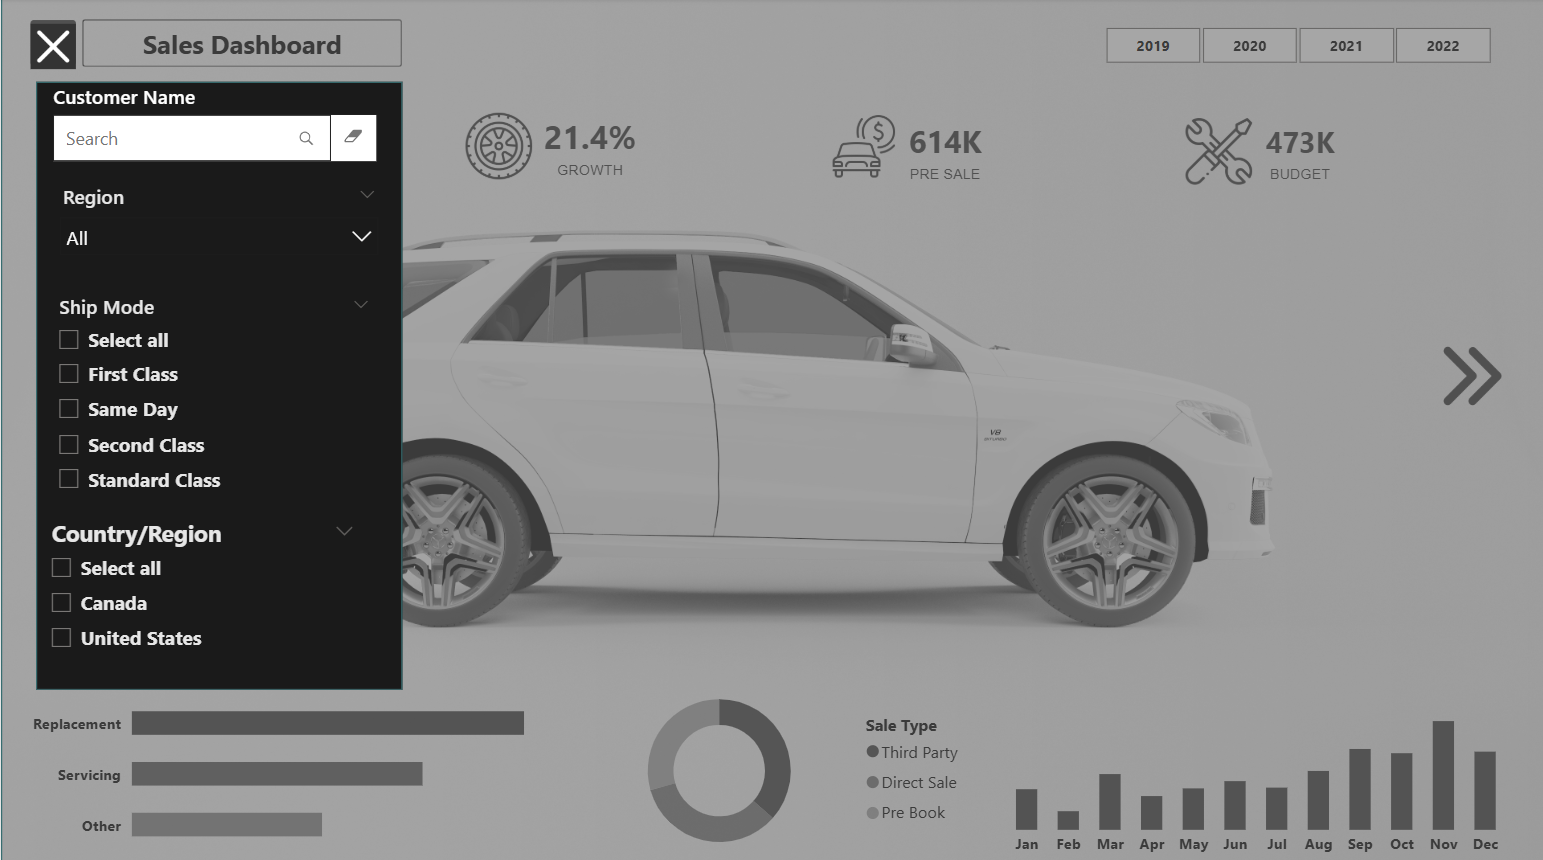 Sales Dashboard
2019
2020
2021
2022
Customer Name
Search
Region
All
Ship Mode
Select all
First Class
Same Day
Second Class
Standard Class
Country/Region
Select all
Canada
United States
21.4%
GROWTH
614K
PRE SALE
473K
BUDGET
V8
BITURBO
Replacement
Servicing
Other
Sale Type
Third Party
Direct Sale
Pre Book
Jan Feb Mar Apr May Jun Jul Aug Sep Oct Nov Dec